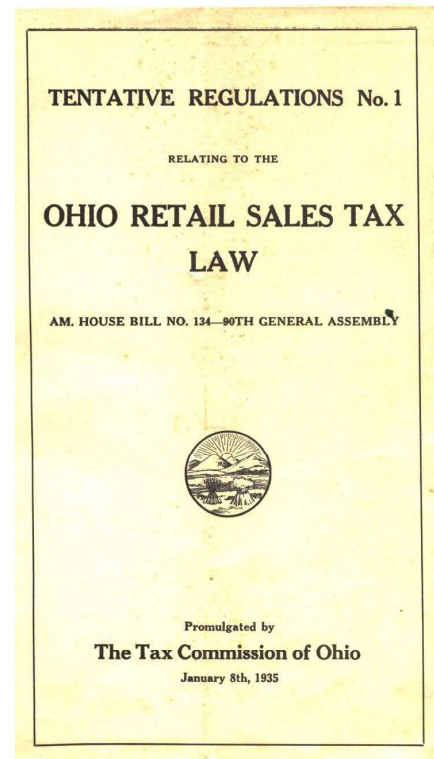 TENTATIVE REGULATIONS No. 1
RELATING TO THE
OHIO RETAIL SALES TAX
LAW
AM. HOUSE BILL NO. 134—90TH GENERAL ASSEMBLY
Promulgated by
The Tax Commission of Ohio
January 8th, 1935